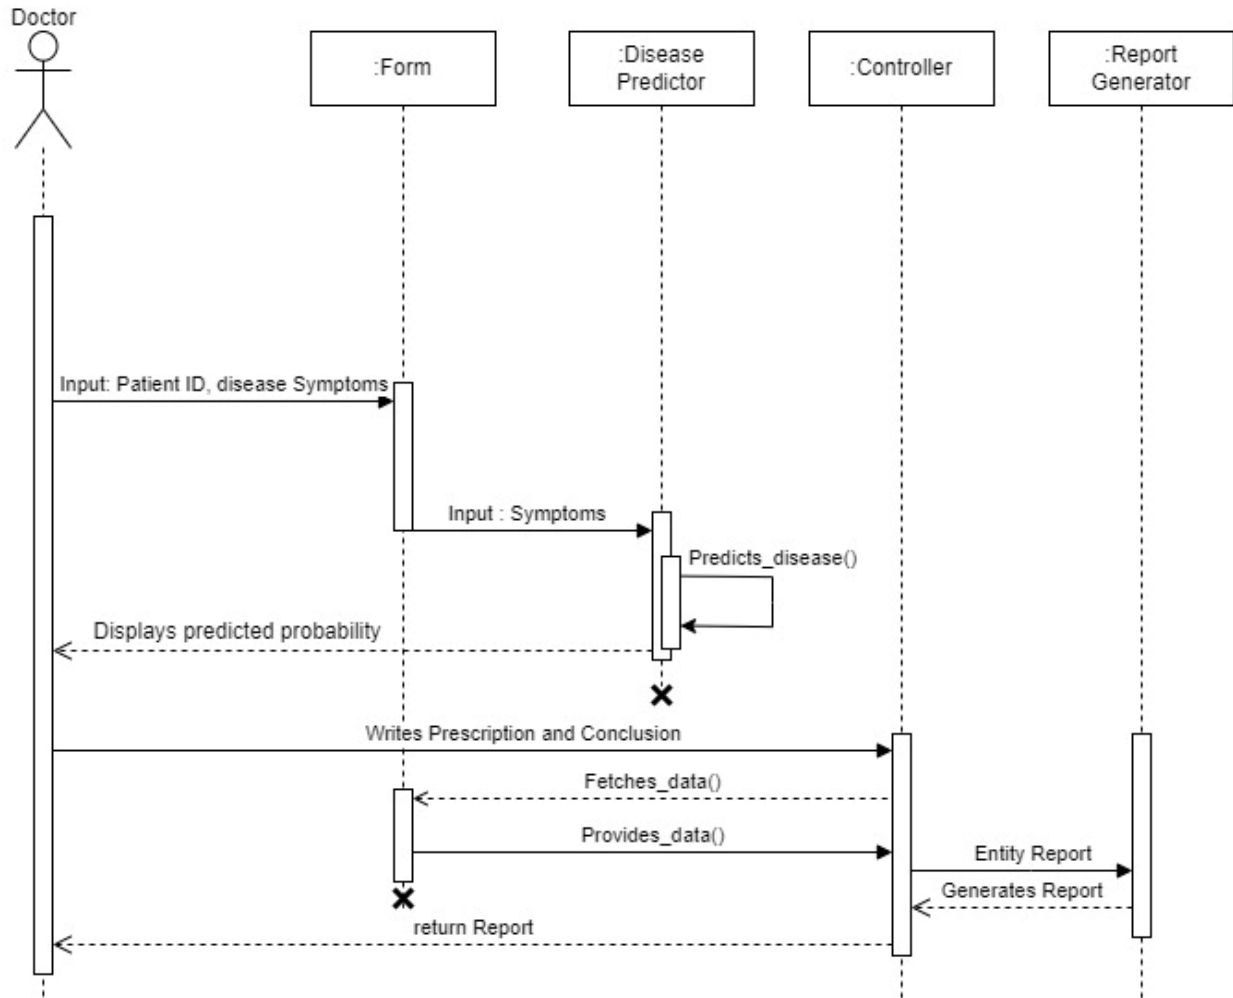 Doctor
:Form
:Disease
Predictor
:Controller
:Report
Generator
Input: Patient ID, disease Symptoms
Input : Symptoms
Predicts_disease()
Displays predicted probability
Writes Prescription and Conclusion
Fetches_data()
Provides_data()
Entity Report
Generates Report
return Report